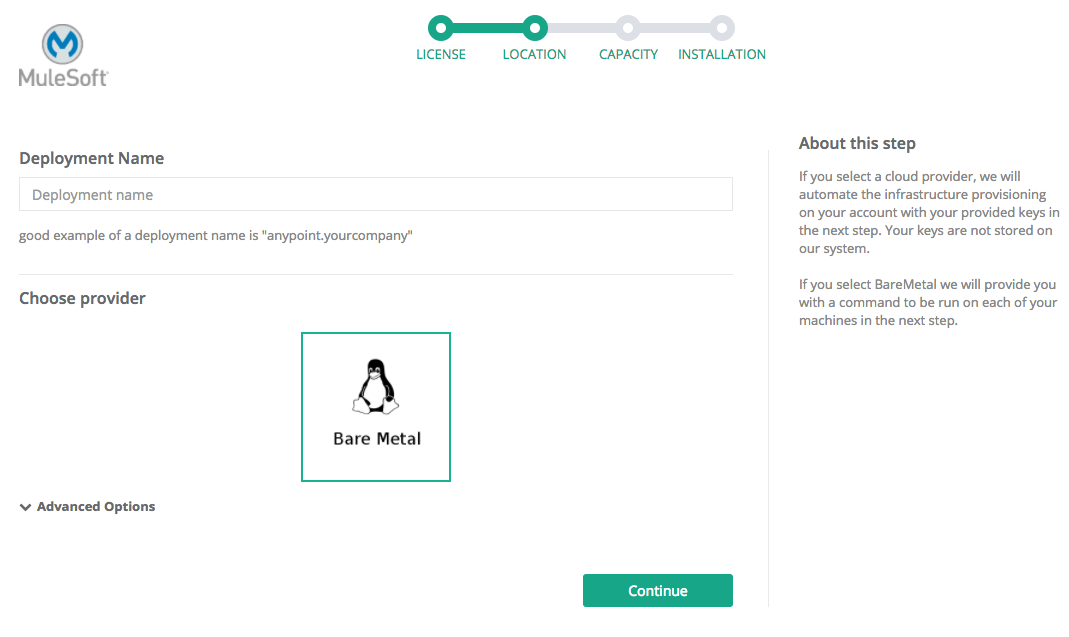 MuleSoft
LICENSE
LOCATION
CAPACITY
INSTALLATION
Deployment Name
Deployment name
good example of a deployment name is "anypoint.yourcompany"
Choose provider
Bare Metal
Advanced Options
Continue
About this step
If you select a cloud provider, we will
automate the infrastructure provisioning
on your account with your provided keys in
the next step. Your keys are not stored on
our system.
If you select BareMetal we will provide you
with a command to be run on each of your
machines in the next step.